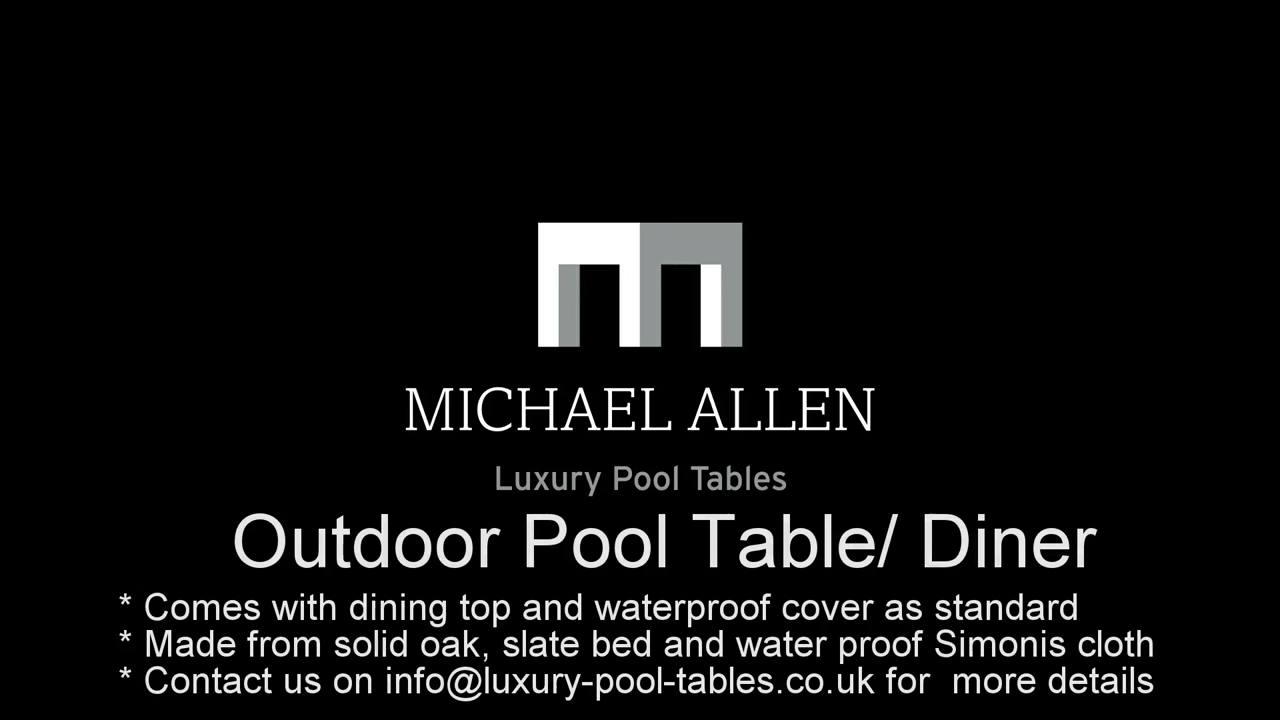 MICHAEL ALLEN
Luxury Pool Tables
Outdoor Pool Table/ Diner
* Comes with dining top and waterproof cover as standard
* Made from solid oak, slate bed and water proof Simonis cloth
* Contact us on info@luxury-pool-tables.co.uk for  more details